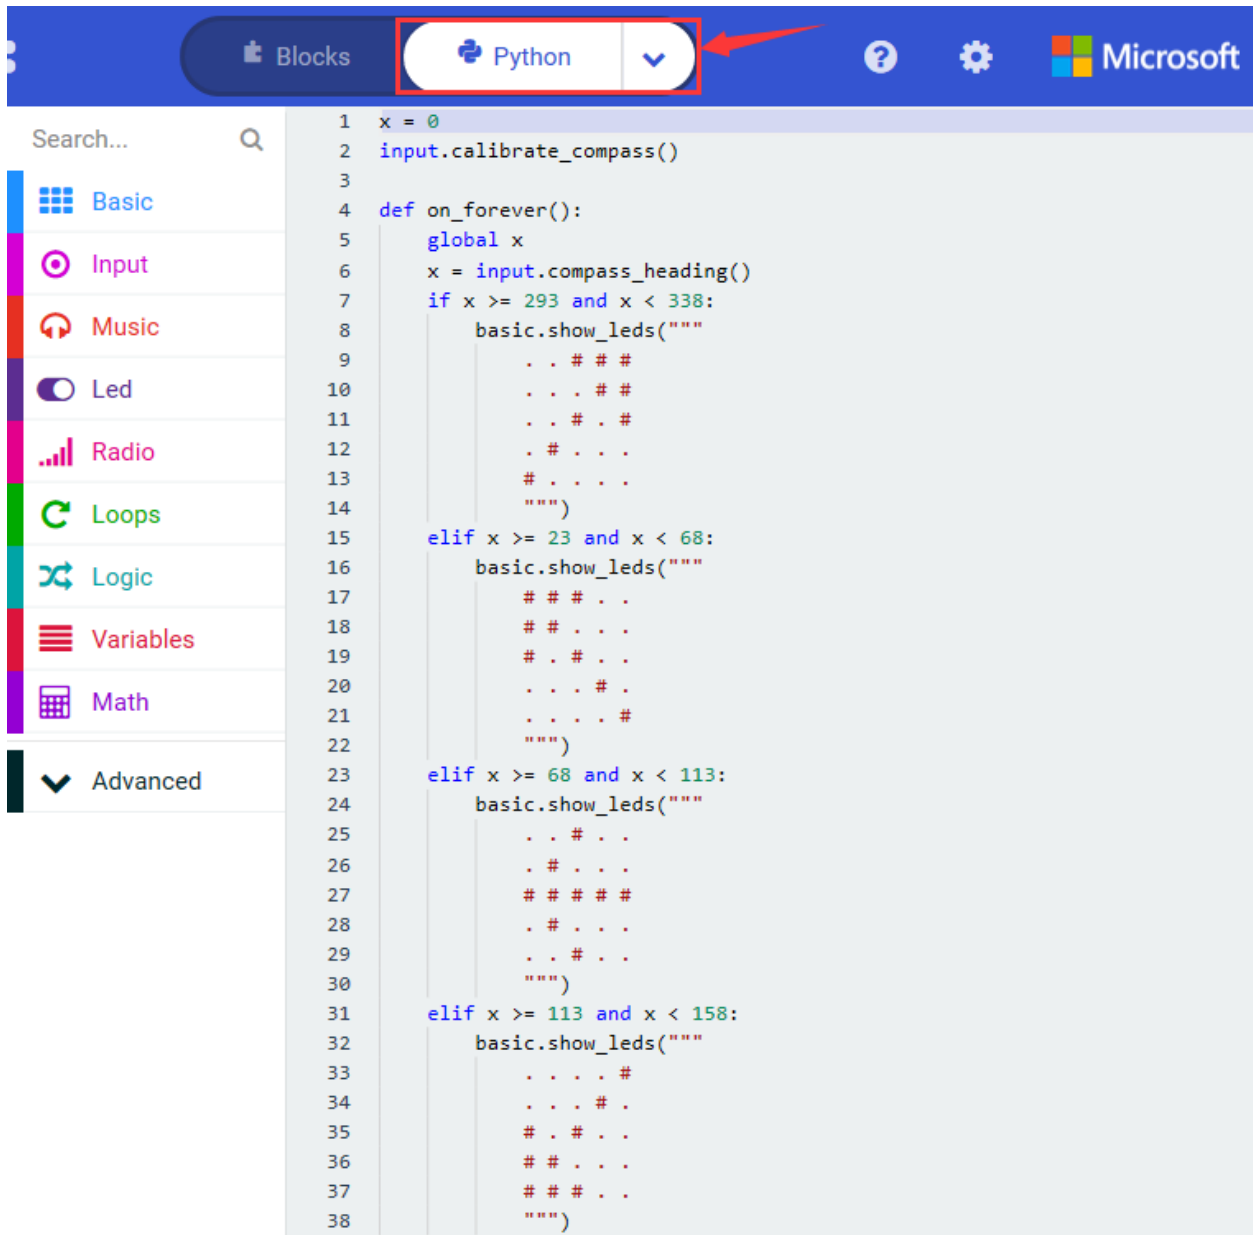 Blocks
Python
Microsoft
Search...
Basic
Input
Music
Led
Radio
Loops
Logic
Variables
Math
Advanced
1 x = 0
2 input.calibrate_compass()
3
4 def on_forever():
5     global x
6     x = input.compass_heading()
7     if x >= 293 and x < 338:
8         basic.show_leds("""
9             . . # # #
10             . . . # #
11             . . # . #
12             . # . . .
13             # . . . .
14             """)
15     elif x >= 23 and x < 68:
16         basic.show_leds("""
17             # # # . .
18             # # . . .
19             # . # . .
20             . . . # .
21             . . . . #
22             """)
23     elif x >= 68 and x < 113:
24         basic.show_leds("""
25             . . # . .
26             . # . . .
27             # # # # #
28             . # . . .
29             . . # . .
30             """)
31     elif x >= 113 and x < 158:
32         basic.show_leds("""
33             . . . . #
34             . . . # .
35             # . # . .
36             # # . . .
37             # # # . .
38             """)